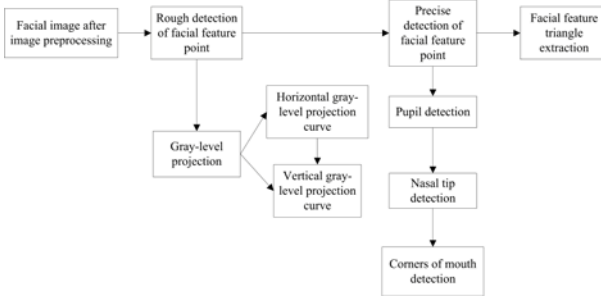 Facial image after
image preprocessing
Rough detection
of facial feature
point
Precise
detection of
facial feature
point
Facial feature
triangle
extraction
Horizontal gray-
level projection
curve
Gray-level
projection
Vertical gray-
level projection
curve
Pupil detection
Nasal tip
detection
Corners of mouth
detection